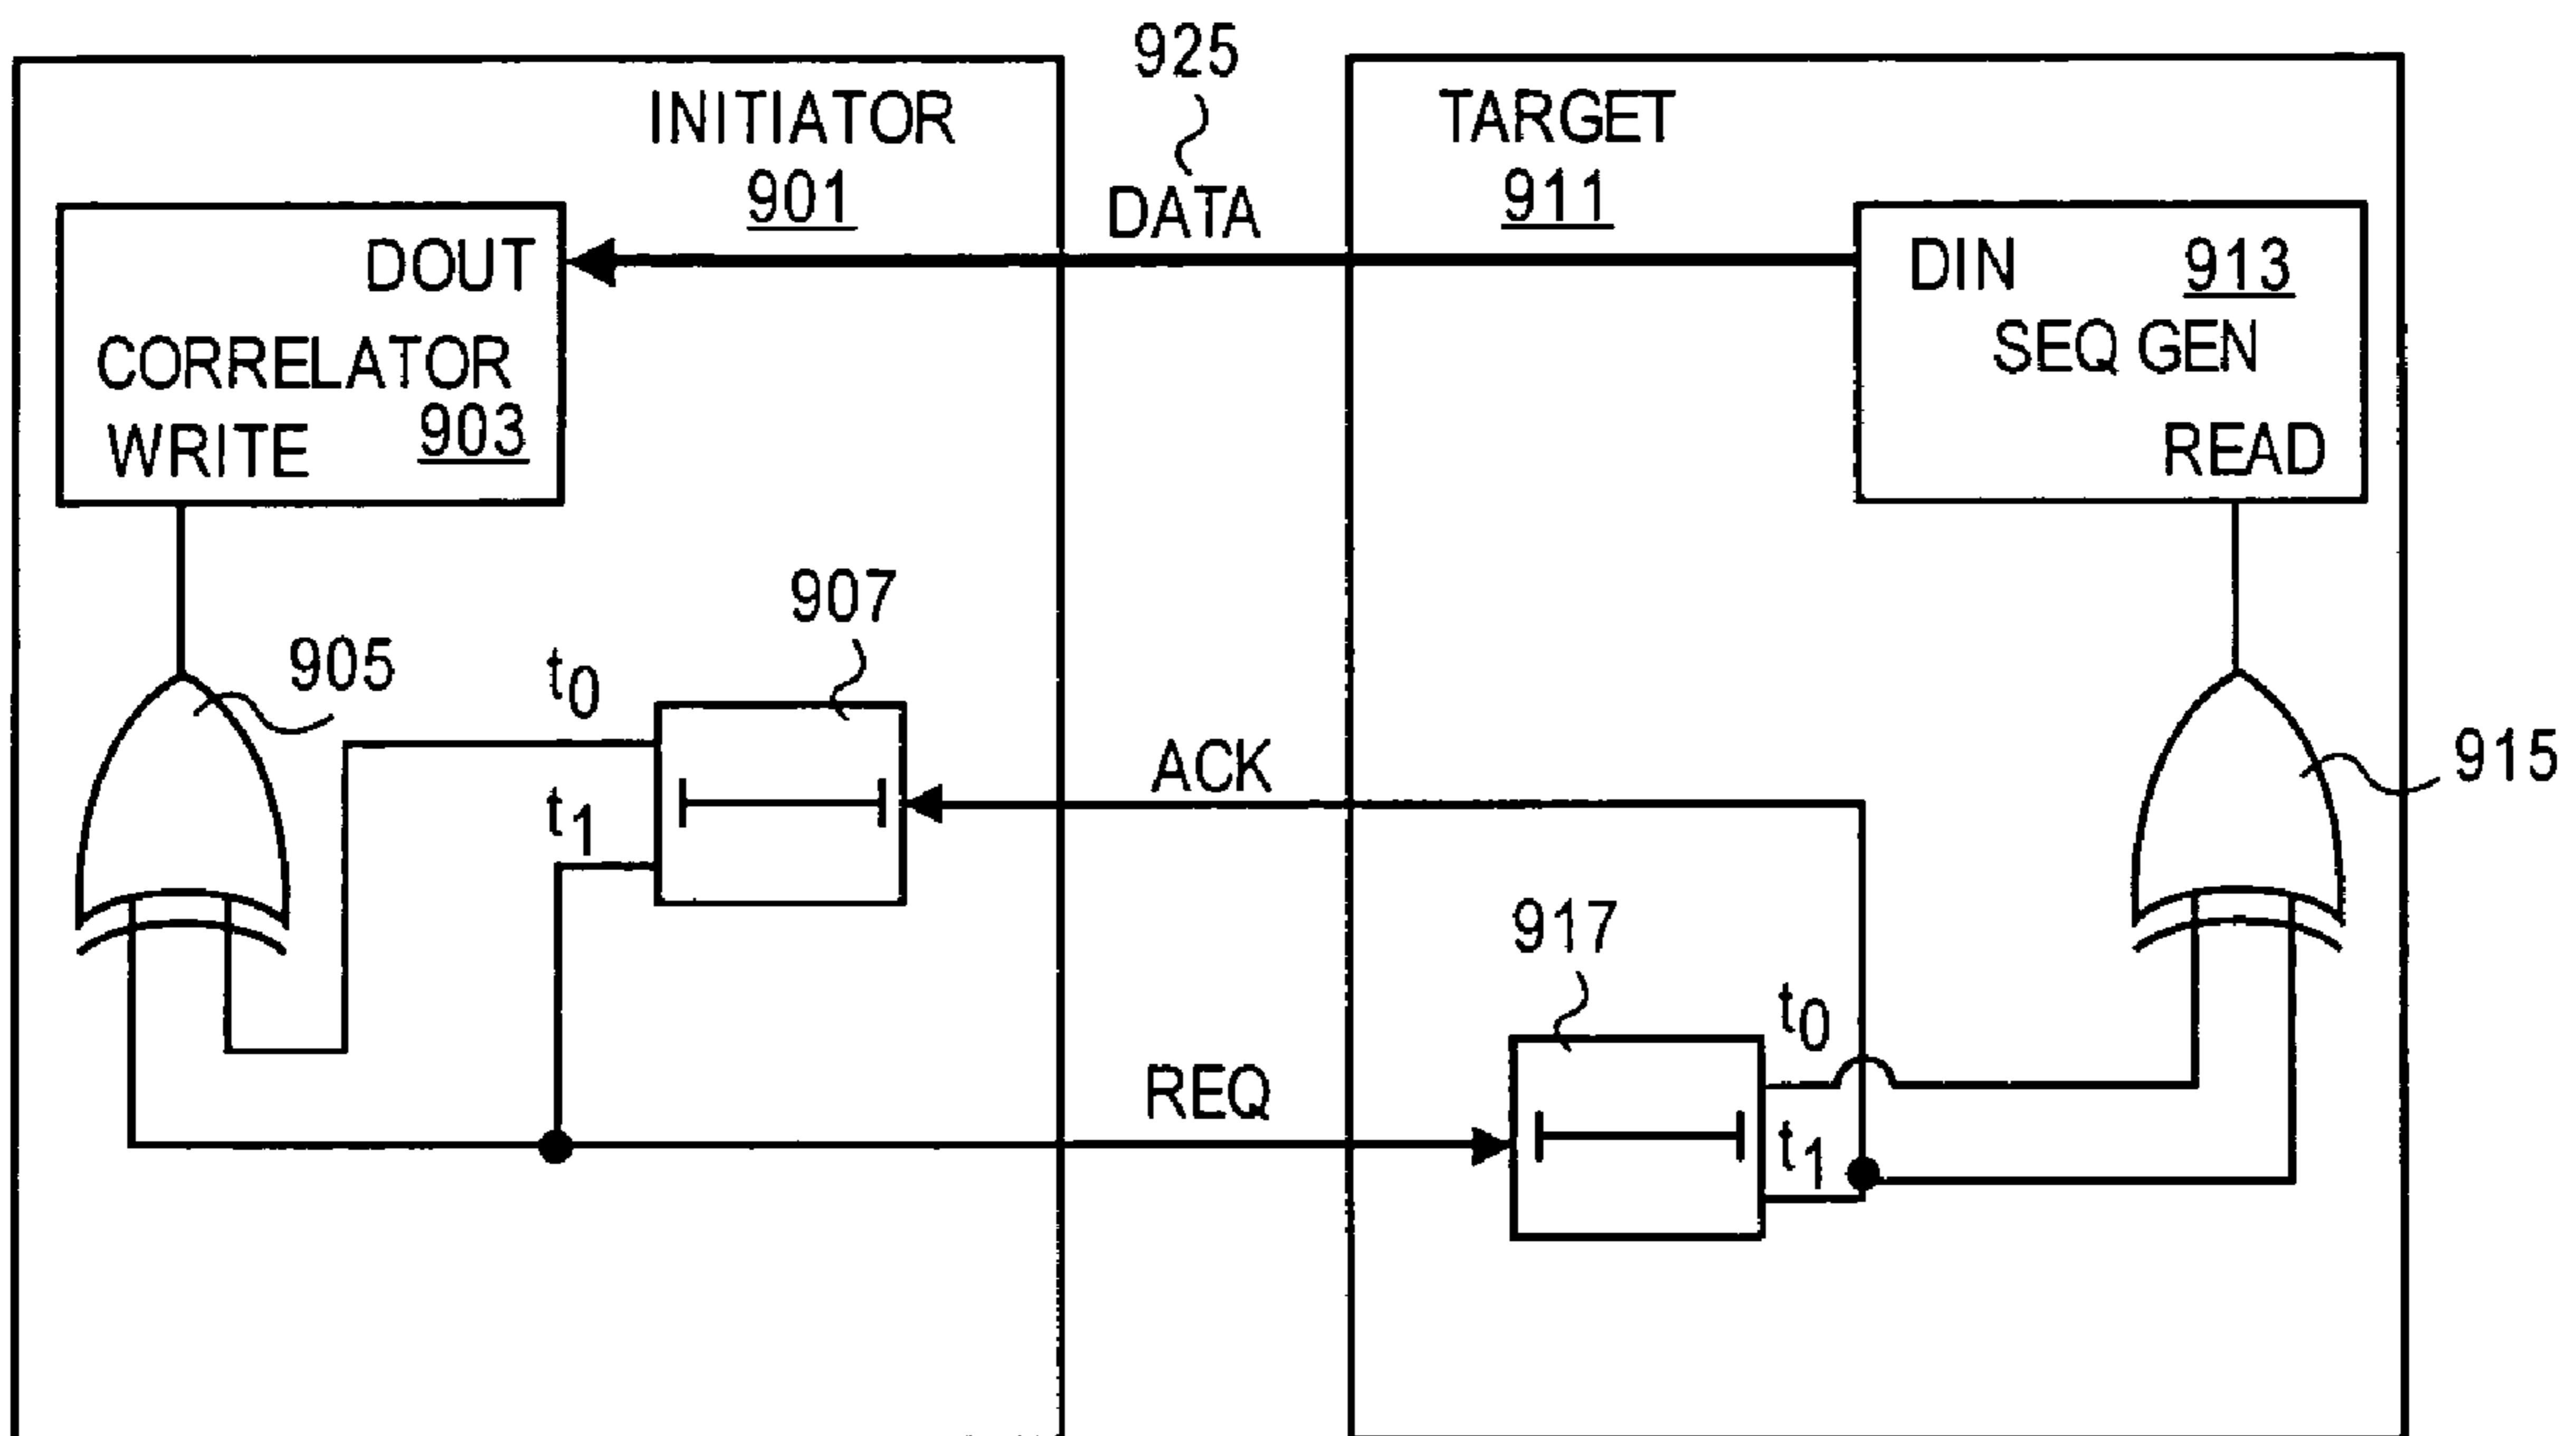 925
INITIATOR
901
DATA
TARGET
911
DOUT
CORRELATOR
WRITE 903
DIN 913
SEQ GEN
READ
907
905
t0
t1
ACK
915
917
t0
t1
REQ